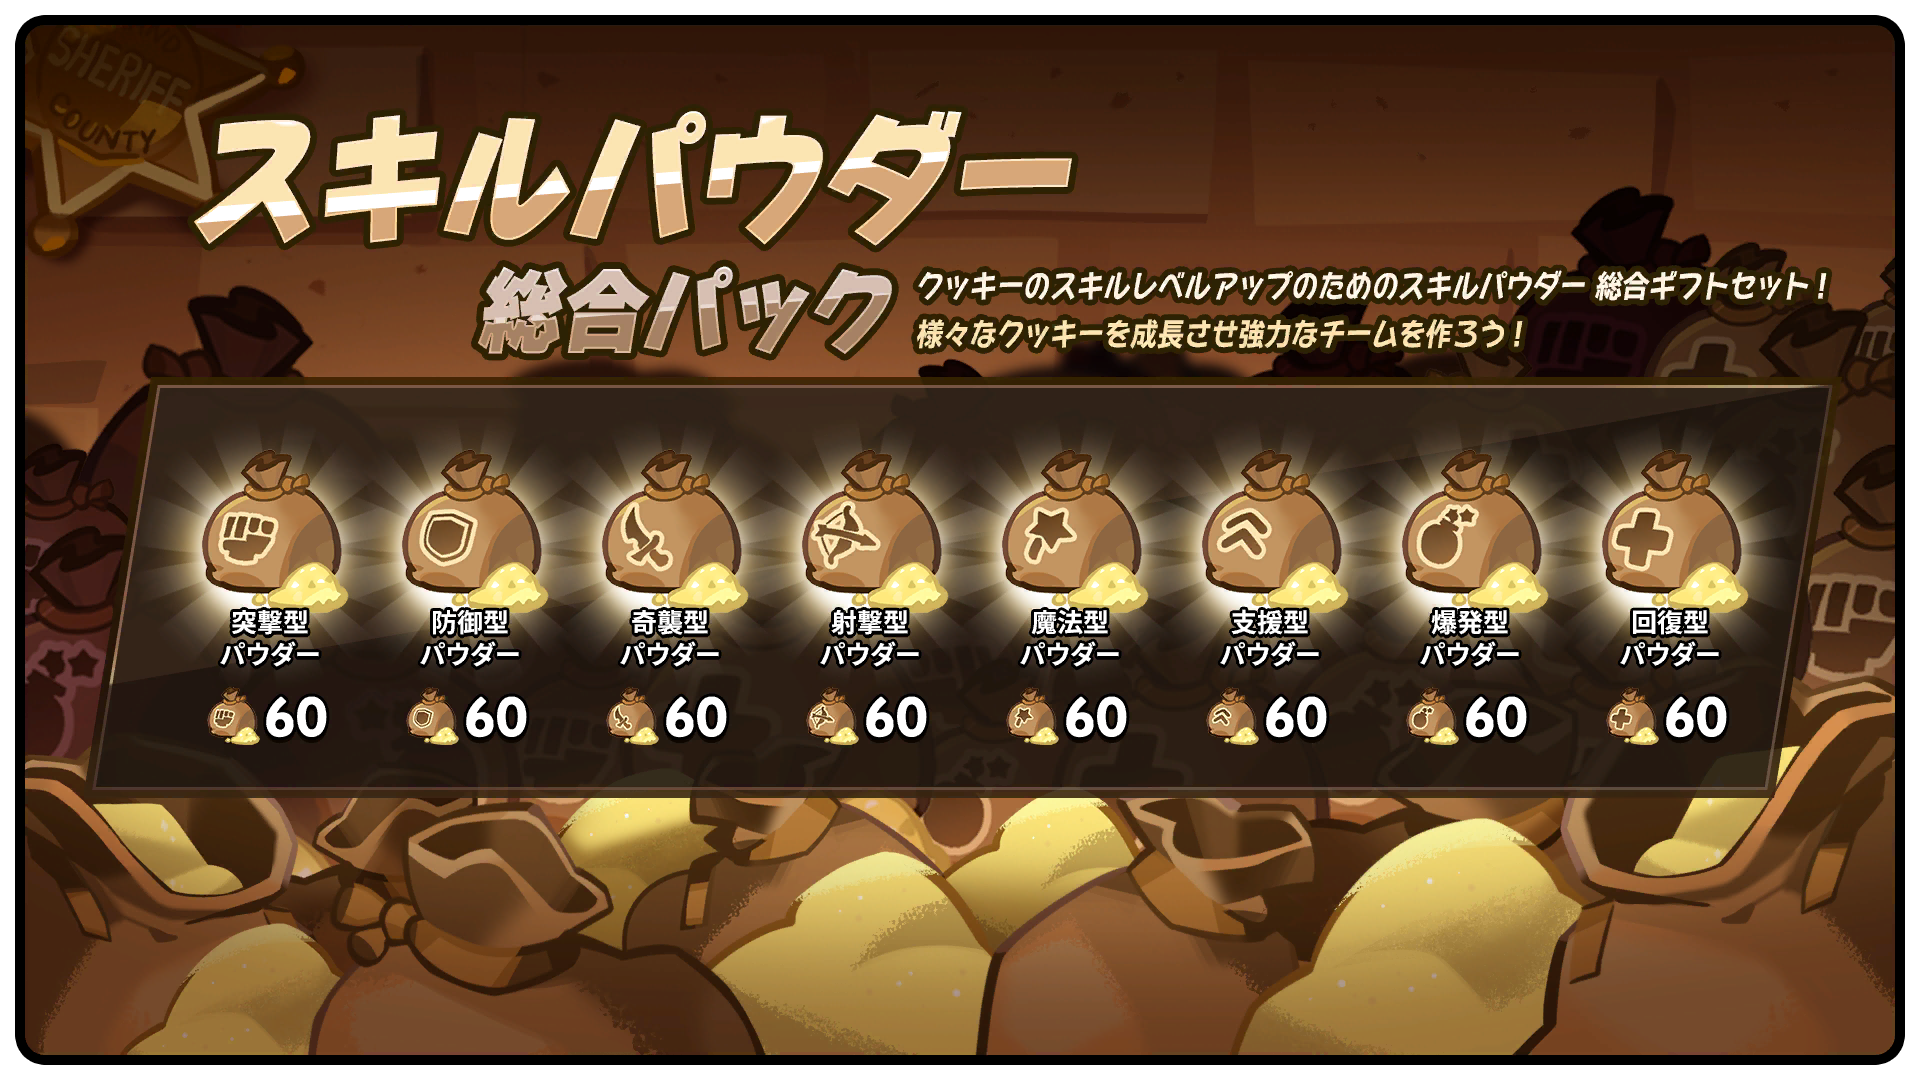 SHERIFF
COUNTY
スキルパウダー
総合パック
クッキーのスキルレベルアップのためのスキルパウダー 総合ギフトセット！
様々なクッキーを成長させ強力なチームを作ろう！
突撃型
パウダー
60
防御型
パウダー
60
奇襲型
パウダー
60
射撃型
パウダー
60
魔法型
パウダー
60
支援型
パウダー
60
爆発型
パウダー
60
回復型
パウダー
60